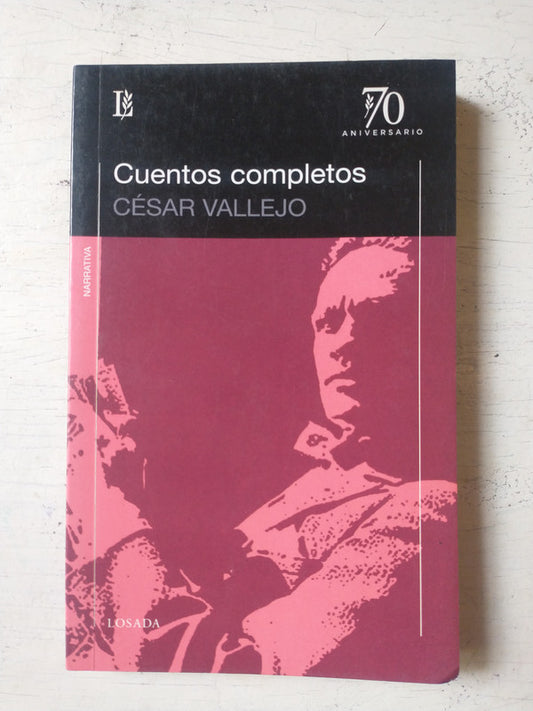 70
ANIVERSARIO
Cuentos completos
CÉSAR VALLEJO
NARRATIVA
LOSADA